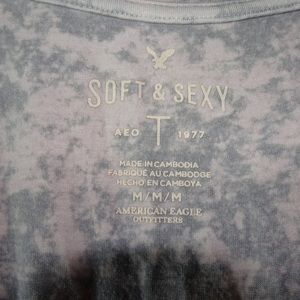 SOFT & SEXY
AEO T 1977
MADE IN CAMBODIA
FABRIQUÉ AU CAMBODGE
HECHO EN CAMBOYA
M/M/M
AMERICAN EAGLE
OUTFITTERS